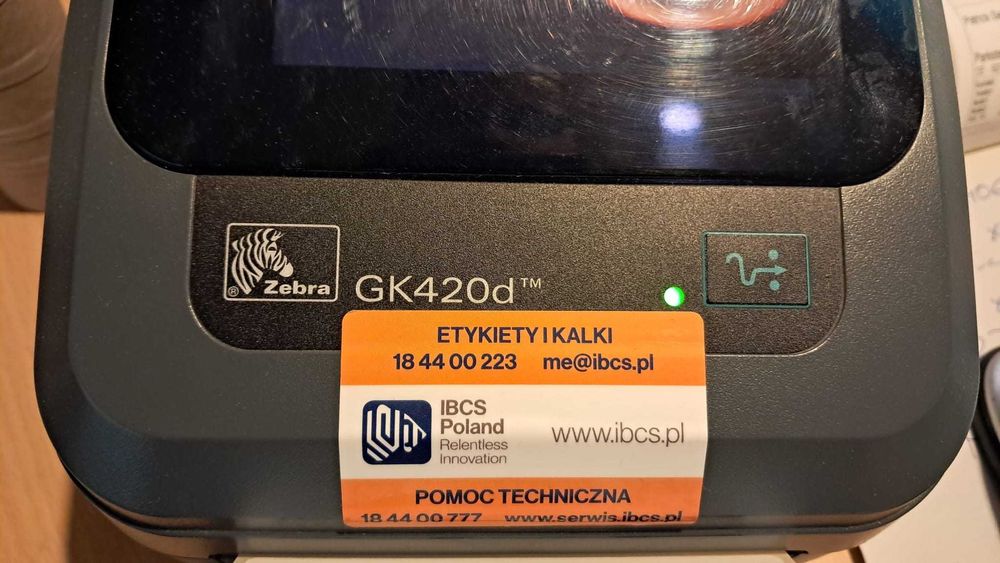 ® Zebra
GK420d™
ETYKIETY I KALKI
18 44 00 223 me@ibcs.pl
IBCS
Poland
Relentless
Innovation
www.ibcs.pl
POMOC TECHNICZNA
18 44 00 777 www.serwis.ibcs.pl